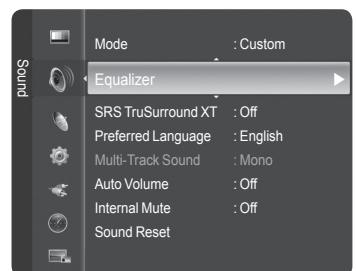 Sound
Mode : Custom
Equalizer
SRS TruSurround XT : Off
Preferred Language : English
Multi-Track Sound : Mono
Auto Volume : Off
Internal Mute : Off
Sound Reset